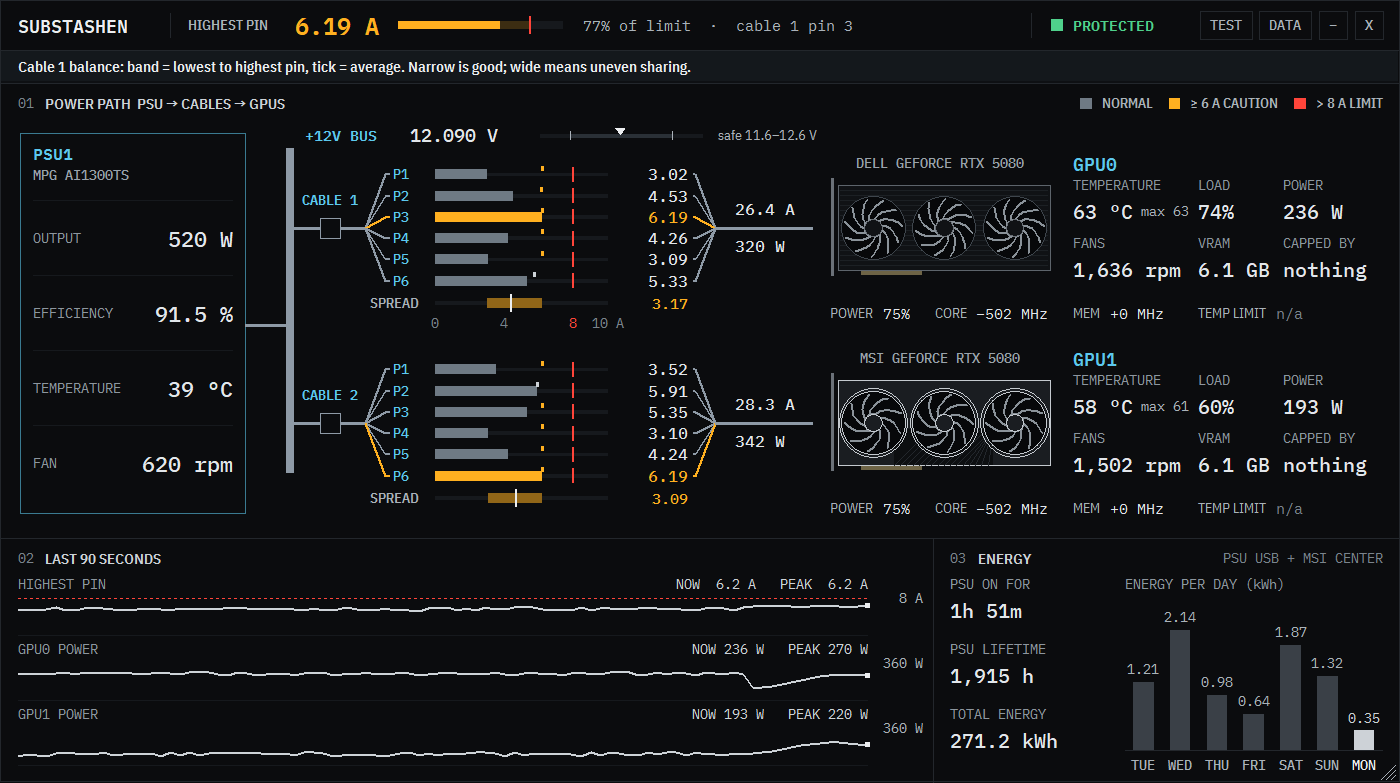 SUBSTASHEN HIGHEST PIN 6.19 A 77% of limit · cable 1 pin 3 PROTECTED TEST DATA – X
Cable 1 balance: band = lowest to highest pin, tick = average. Narrow is good; wide means uneven sharing.
01 POWER PATH PSU → CABLES → GPUS NORMAL ≥ 6 A CAUTION > 8 A LIMIT
PSU1
MPG AI1300TS
OUTPUT 520 W
EFFICIENCY 91.5 %
TEMPERATURE 39 °C
FAN 620 rpm
+12V BUS 12.090 V safe 11.6–12.6 V
CABLE 1
P1 3.02
P2 4.53
P3 6.19
P4 4.26
P5 3.09
P6 5.33
SPREAD 3.17
0 4 8 10 A
26.4 A
320 W
CABLE 2
P1 3.52
P2 5.91
P3 5.35
P4 3.10
P5 4.24
P6 6.19
SPREAD 3.09
28.3 A
342 W
DELL GEFORCE RTX 5080
GPU0
TEMPERATURE LOAD POWER
63 °C max 63 74% 236 W
FANS VRAM CAPPED BY
1,636 rpm 6.1 GB nothing
POWER 75% CORE −502 MHz MEM +0 MHz TEMP LIMIT n/a
MSI GEFORCE RTX 5080
GPU1
TEMPERATURE LOAD POWER
58 °C max 61 60% 193 W
FANS VRAM CAPPED BY
1,502 rpm 6.1 GB nothing
POWER 75% CORE −502 MHz MEM +0 MHz TEMP LIMIT n/a
02 LAST 90 SECONDS
HIGHEST PIN NOW 6.2 A PEAK 6.2 A
8 A
GPU0 POWER NOW 236 W PEAK 270 W
360 W
GPU1 POWER NOW 193 W PEAK 220 W
360 W
03 ENERGY PSU USB + MSI CENTER
PSU ON FOR
1h 51m
PSU LIFETIME
1,915 h
TOTAL ENERGY
271.2 kWh
ENERGY PER DAY (kWh)
1.21 2.14 0.98 0.64 1.87 1.32 0.35
TUE WED THU FRI SAT SUN MON